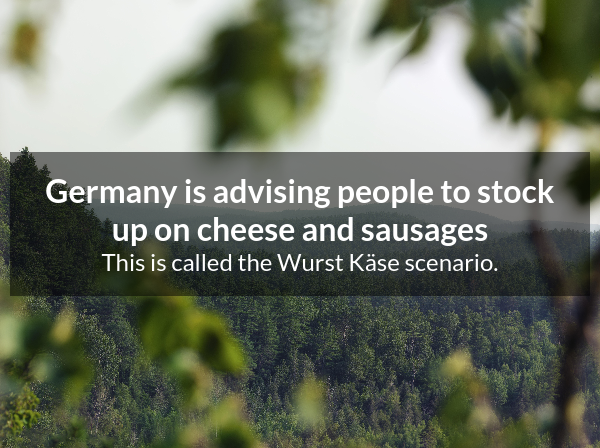 Germany is advising people to stock
up on cheese and sausages
This is called the Wurst Käse scenario.